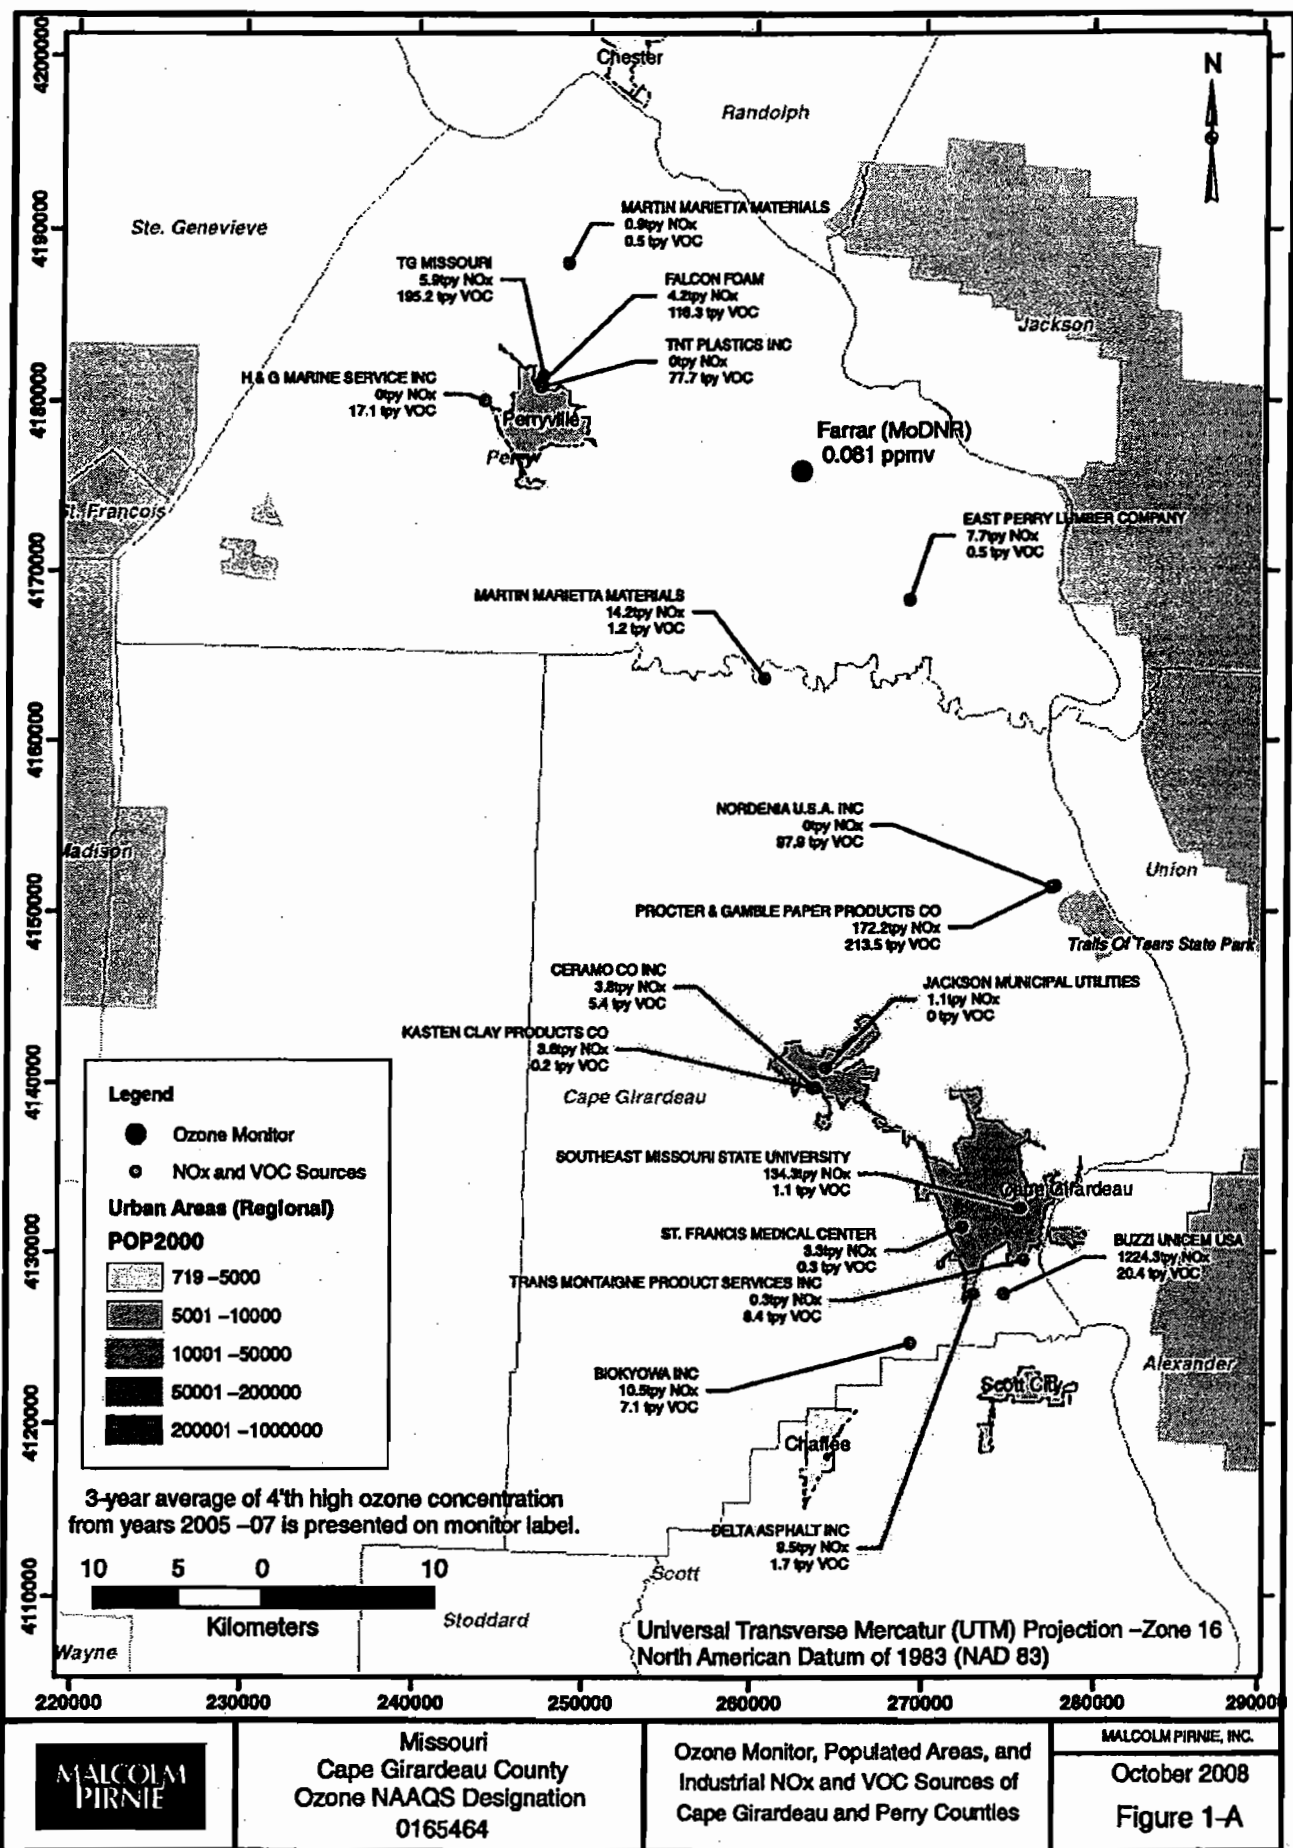 4200000
4190000
4180000
4170000
4160000
4150000
4140000
4130000
4120000
4110000
Chester
Randolph
N
Ste. Genevieve
MARTIN MARIETTA MATERIALS
0.9tpy NOx
0.5 tpy VOC
TG MISSOURI
5.9tpy NOx
195.2 tpy VOC
FALCON FOAM
4.2tpy NOx
116.3 tpy VOC
Jackson
TNT PLASTICS INC
0tpy NOx
77.7 tpy VOC
H & G MARINE SERVICE INC
0tpy NOx
17.1 tpy VOC
Perryville
Perry
Farrar (MoDNR)
0.081 ppmv
St. Francois
EAST PERRY LUMBER COMPANY
7.7tpy NOx
0.5 tpy VOC
MARTIN MARIETTA MATERIALS
14.2tpy NOx
1.2 tpy VOC
NORDENIA U.S.A. INC
0tpy NOx
97.9 tpy VOC
Madison
Union
PROCTER & GAMBLE PAPER PRODUCTS CO
172.2tpy NOx
213.5 tpy VOC
Trails Of Tears State Park
CERAMO CO INC
3.8tpy NOx
5.4 tpy VOC
JACKSON MUNICIPAL UTILITIES
1.1tpy NOx
0 tpy VOC
KASTEN CLAY PRODUCTS CO
3.6tpy NOx
0.2 tpy VOC
Cape Girardeau
SOUTHEAST MISSOURI STATE UNIVERSITY
134.3tpy NOx
1.1 tpy VOC
Cape Girardeau
ST. FRANCIS MEDICAL CENTER
3.3tpy NOx
0.3 tpy VOC
BUZZI UNICEM USA
1224.3tpy NOx
20.4 tpy VOC
TRANS MONTAIGNE PRODUCT SERVICES INC
0.3tpy NOx
8.4 tpy VOC
BIOKYOWA INC
10.5tpy NOx
7.1 tpy VOC
Alexander
Scott City
Chaffee
DELTA ASPHALT INC
9.5tpy NOx
1.7 tpy VOC
Scott
Stoddard
Wayne
Legend
Ozone Monitor
NOx and VOC Sources
Urban Areas (Regional)
POP2000
719 –5000
5001 –10000
10001 –50000
50001 –200000
200001 –1000000
3-year average of 4'th high ozone concentration
from years 2005 –07 is presented on monitor label.
10 5 0 10
Kilometers
Universal Transverse Mercatur (UTM) Projection –Zone 16
North American Datum of 1983 (NAD 83)
220000 230000 240000 250000 260000 270000 280000 290000
MALCOLM
PIRNIE
Missouri
Cape Girardeau County
Ozone NAAQS Designation
0165464
Ozone Monitor, Populated Areas, and
Industrial NOx and VOC Sources of
Cape Girardeau and Perry Counties
MALCOLM PIRNIE, INC.
October 2008
Figure 1-A